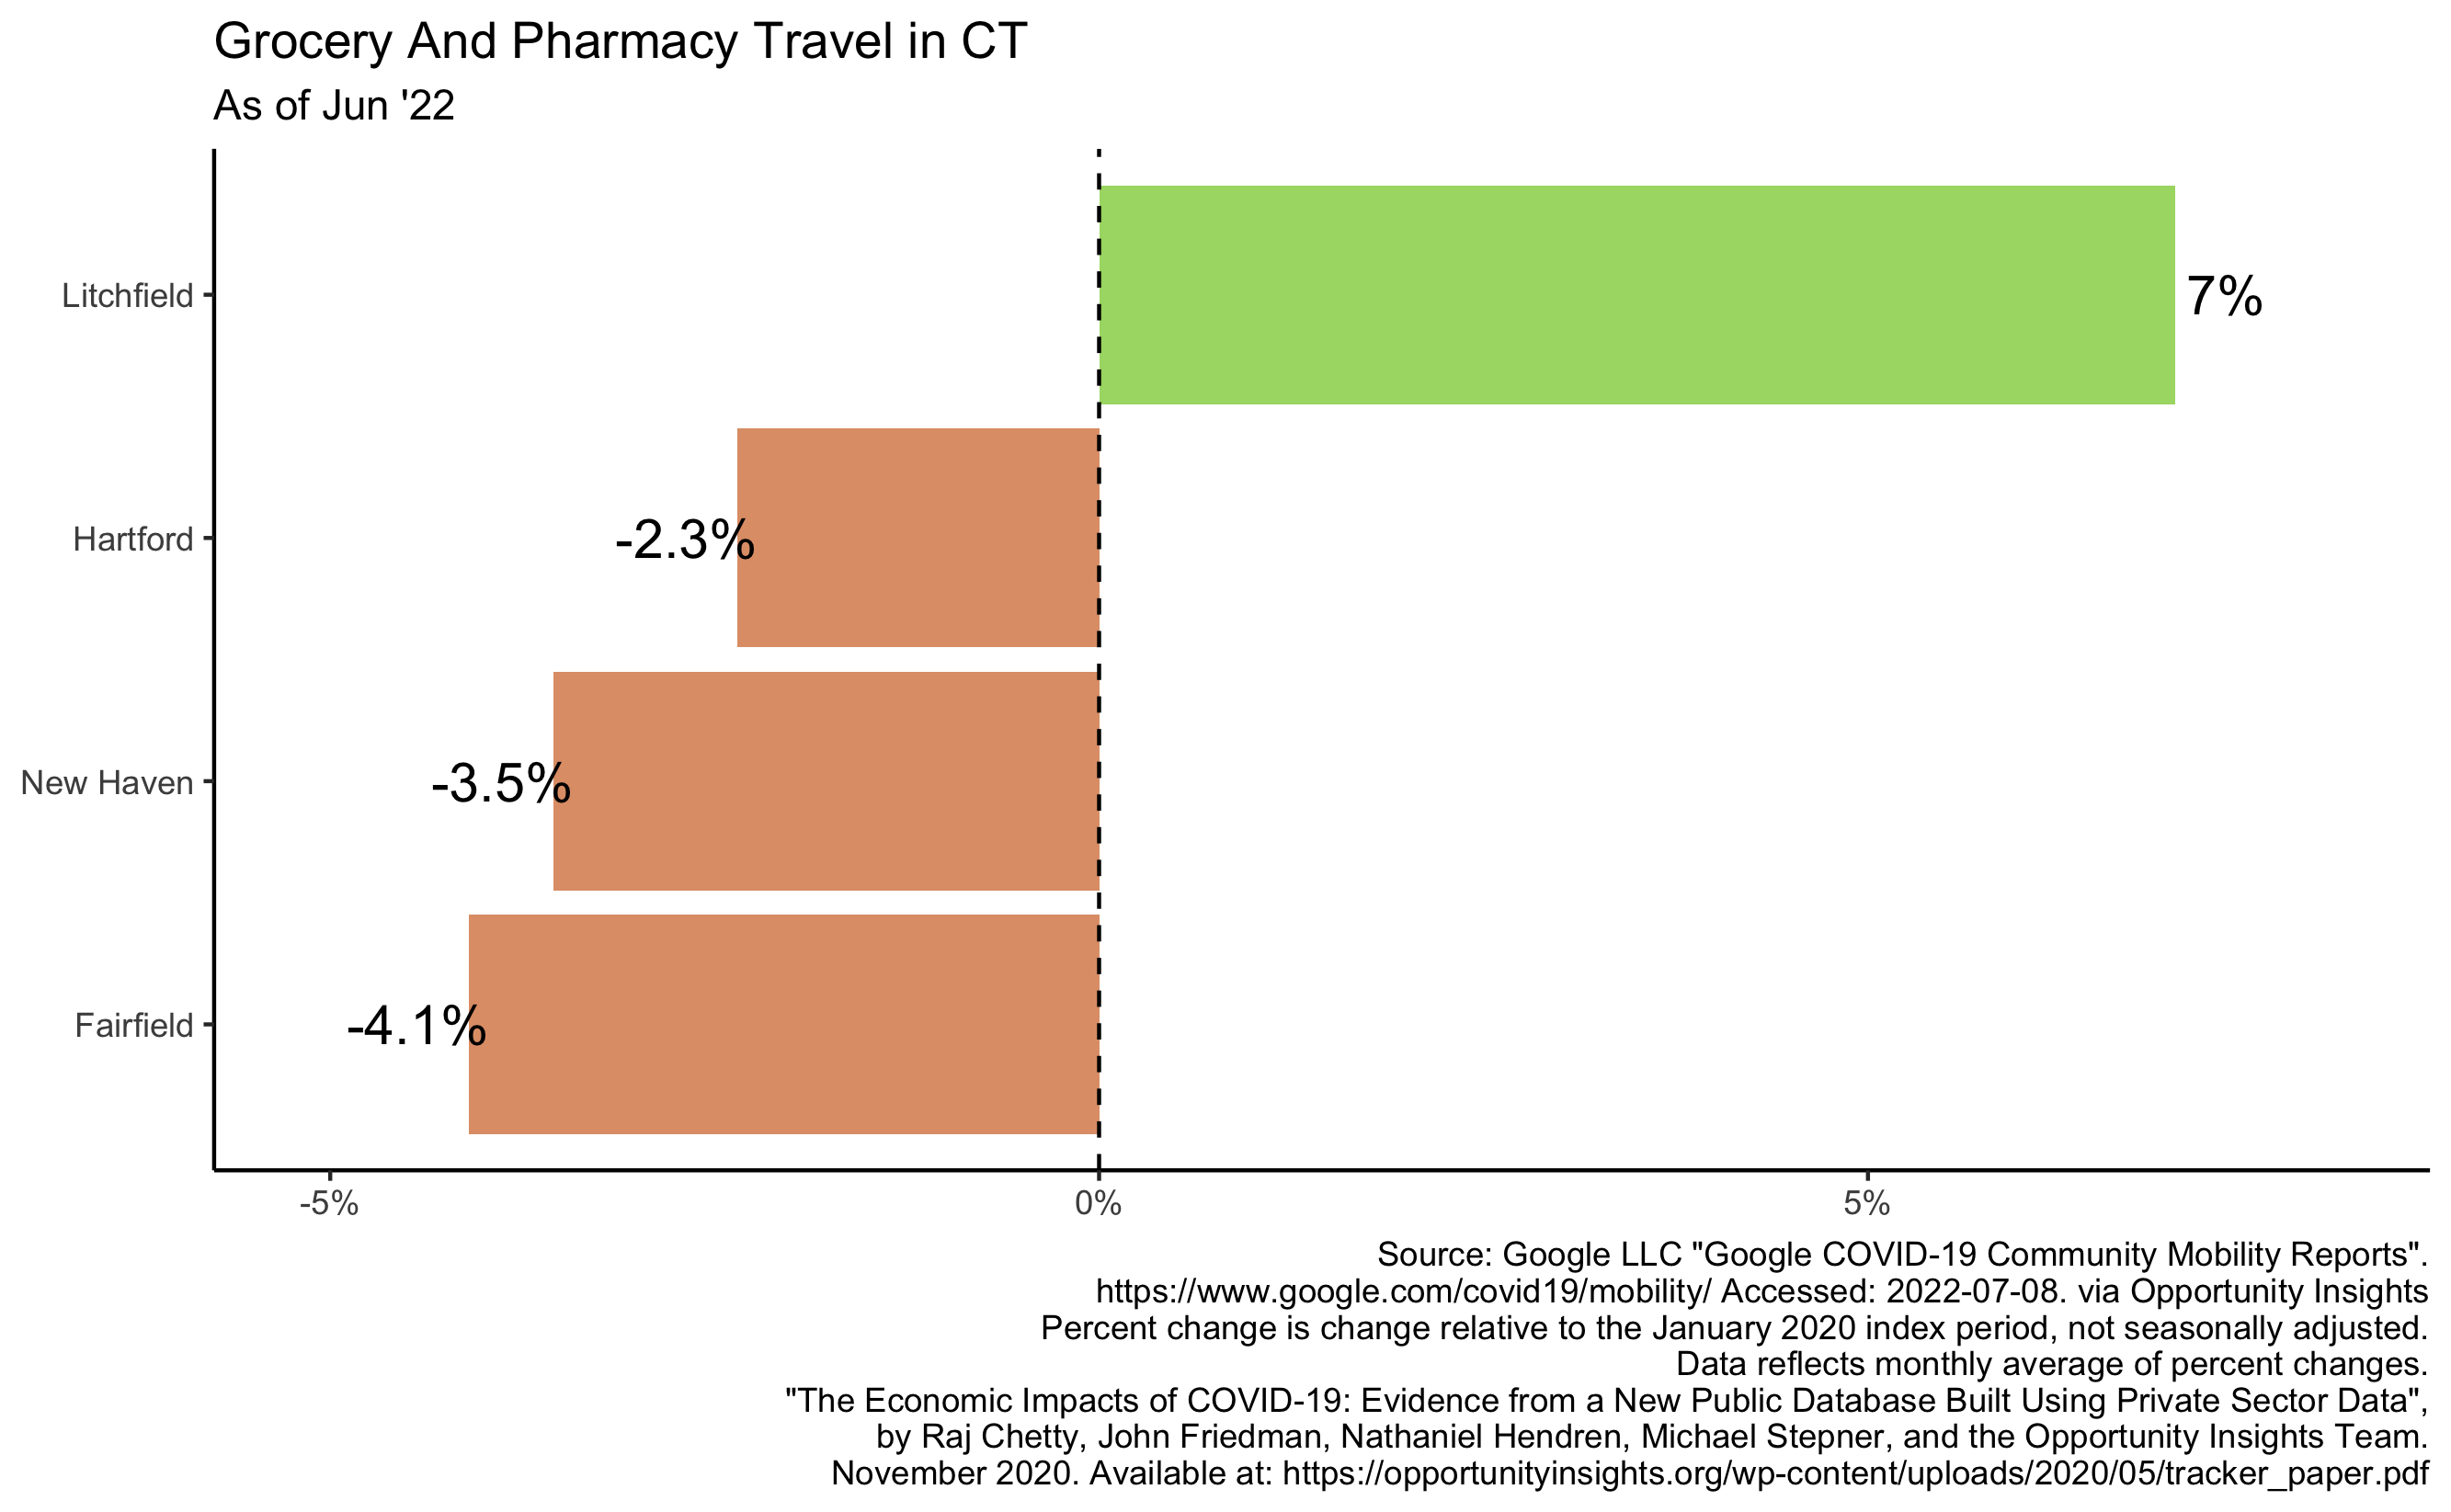 Grocery And Pharmacy Travel in CT
As of Jun '22
Litchfield
7%
Hartford
-2.3%
New Haven
-3.5%
Fairfield
-4.1%
-5%
0%
5%
Source: Google LLC "Google COVID-19 Community Mobility Reports".
https://www.google.com/covid19/mobility/ Accessed: 2022-07-08. via Opportunity Insights
Percent change is change relative to the January 2020 index period, not seasonally adjusted.
Data reflects monthly average of percent changes.
"The Economic Impacts of COVID-19: Evidence from a New Public Database Built Using Private Sector Data",
by Raj Chetty, John Friedman, Nathaniel Hendren, Michael Stepner, and the Opportunity Insights Team.
November 2020. Available at: https://opportunityinsights.org/wp-content/uploads/2020/05/tracker_paper.pdf